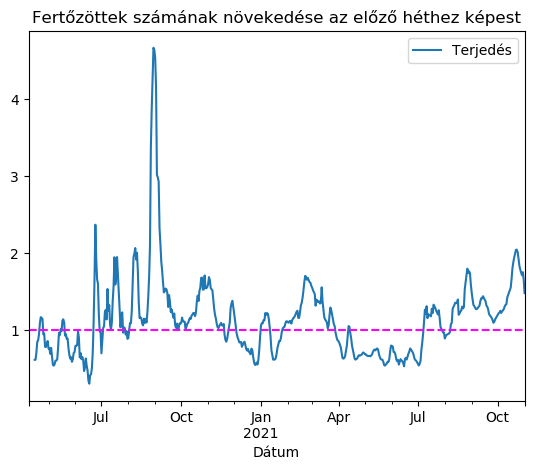 Fertőzöttek számának növekedése az előző héthez képest
Terjedés
4
3
2
1
Jul
Oct
Jan
2021
Apr
Jul
Oct
Dátum